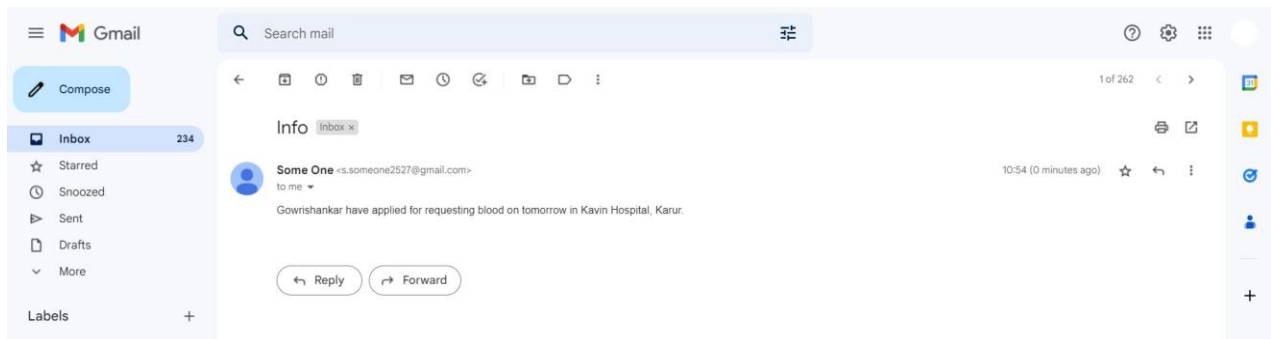 Gmail
Search mail
Compose
1 of 262
31
Info
Inbox ×
Inbox 234
Starred
Some One <s.someone2527@gmail.com>
10:54 (0 minutes ago)
to me
Snoozed
Gowrishankar have applied for requesting blood on tomorrow in Kavin Hospital, Karur.
Sent
Drafts
More
Reply
Forward
Labels +